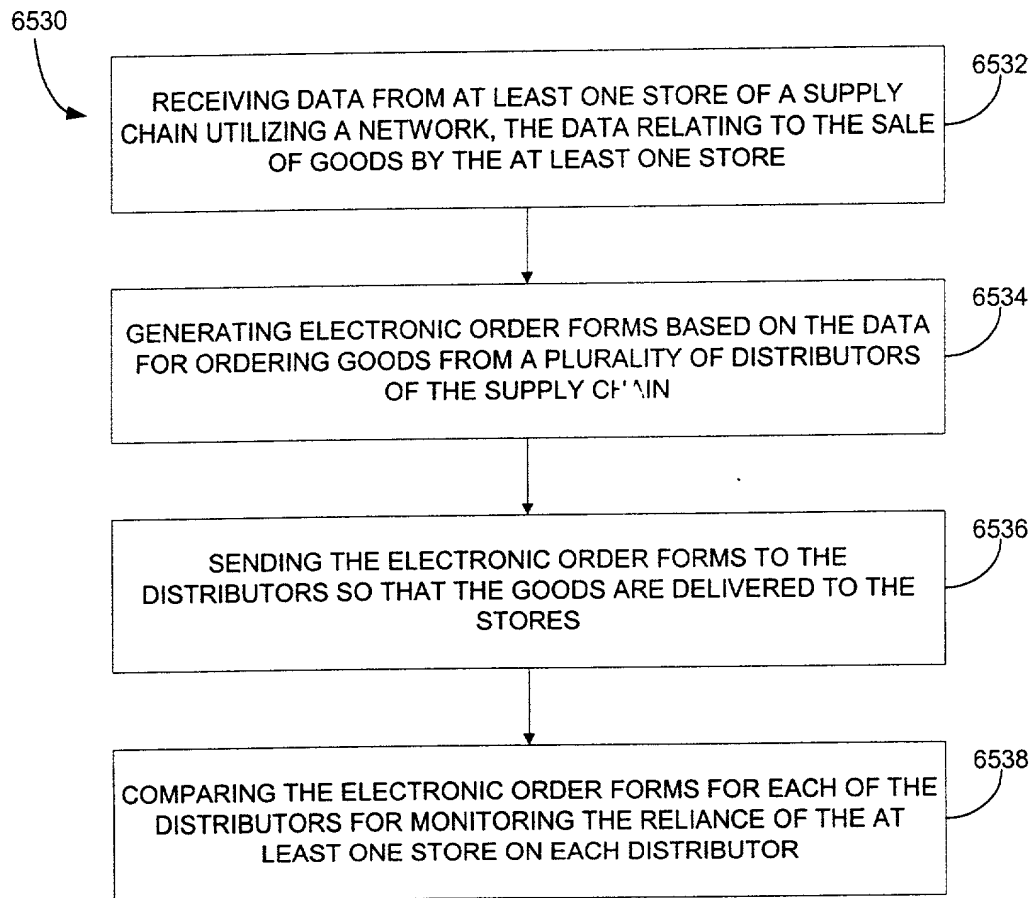 6530
6532
RECEIVING DATA FROM AT LEAST ONE STORE OF A SUPPLY
CHAIN UTILIZING A NETWORK, THE DATA RELATING TO THE SALE
OF GOODS BY THE AT LEAST ONE STORE
6534
GENERATING ELECTRONIC ORDER FORMS BASED ON THE DATA
FOR ORDERING GOODS FROM A PLURALITY OF DISTRIBUTORS
OF THE SUPPLY CHAIN
6536
SENDING THE ELECTRONIC ORDER FORMS TO THE
DISTRIBUTORS SO THAT THE GOODS ARE DELIVERED TO THE
STORES
6538
COMPARING THE ELECTRONIC ORDER FORMS FOR EACH OF THE
DISTRIBUTORS FOR MONITORING THE RELIANCE OF THE AT
LEAST ONE STORE ON EACH DISTRIBUTOR